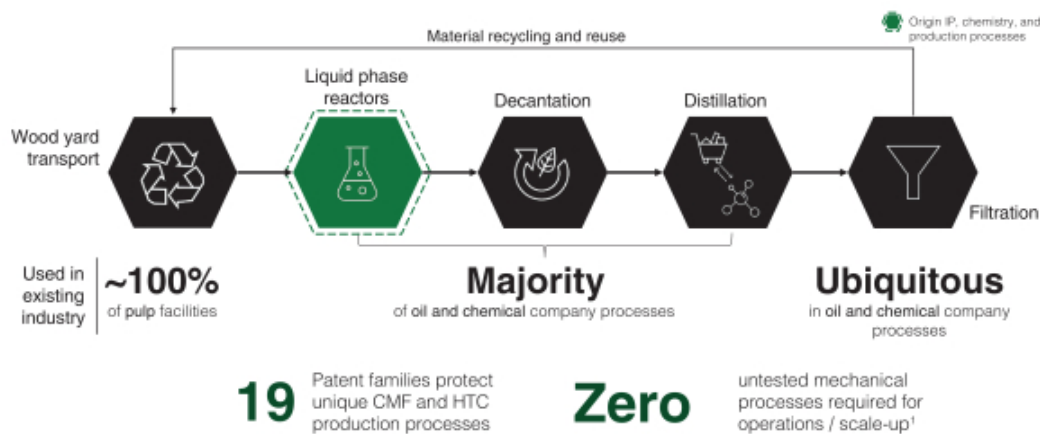 Origin IP, chemistry, and
production processes
Material recycling and reuse
Liquid phase
reactors
Decantation
Distillation
Wood yard
transport
Filtration
Used in
existing
industry
~100%
of pulp facilities
Majority
of oil and chemical company processes
Ubiquitous
in oil and chemical company
processes
19
Patent families protect
unique CMF and HTC
production processes
Zero
untested mechanical
processes required for
operations / scale-up¹